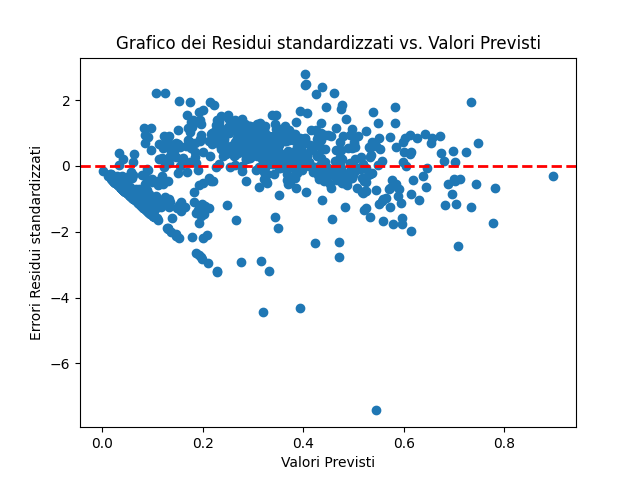 Grafico dei Residui standardizzati vs. Valori Previsti
Errori Residui standardizzati
2
0
−2
−4
−6
0.0 0.2 0.4 0.6 0.8
Valori Previsti